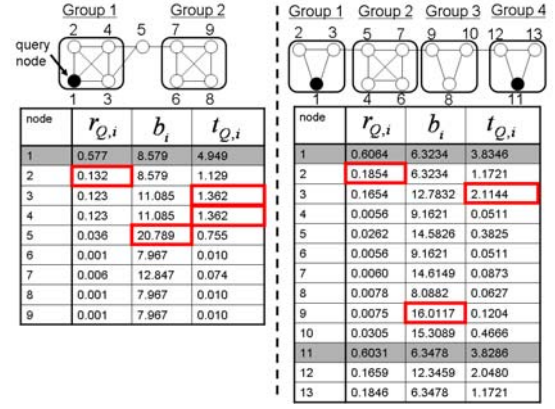 Group 1 Group 2
2 4 5 7 9
query
node
1 3 6 8
node r_Q,i b_i t_Q,i
1 0.577 8.579 4.949
2 0.132 8.579 1.129
3 0.123 11.085 1.362
4 0.123 11.085 1.362
5 0.036 20.789 0.755
6 0.001 7.967 0.010
7 0.006 12.847 0.074
8 0.001 7.967 0.010
9 0.001 7.967 0.010
Group 1 Group 2 Group 3 Group 4
2 3 5 7 9 10 12 13
1 4 6 8 11
node r_Q,i b_i t_Q,i
1 0.6064 6.3234 3.8346
2 0.1854 6.3234 1.1721
3 0.1654 12.7832 2.1144
4 0.0056 9.1621 0.0511
5 0.0262 14.5826 0.3825
6 0.0056 9.1621 0.0511
7 0.0060 14.6149 0.0873
8 0.0078 8.0882 0.0627
9 0.0075 16.0117 0.1204
10 0.0305 15.3089 0.4666
11 0.6031 6.3478 3.8286
12 0.1659 12.3459 2.0480
13 0.1846 6.3478 1.1721